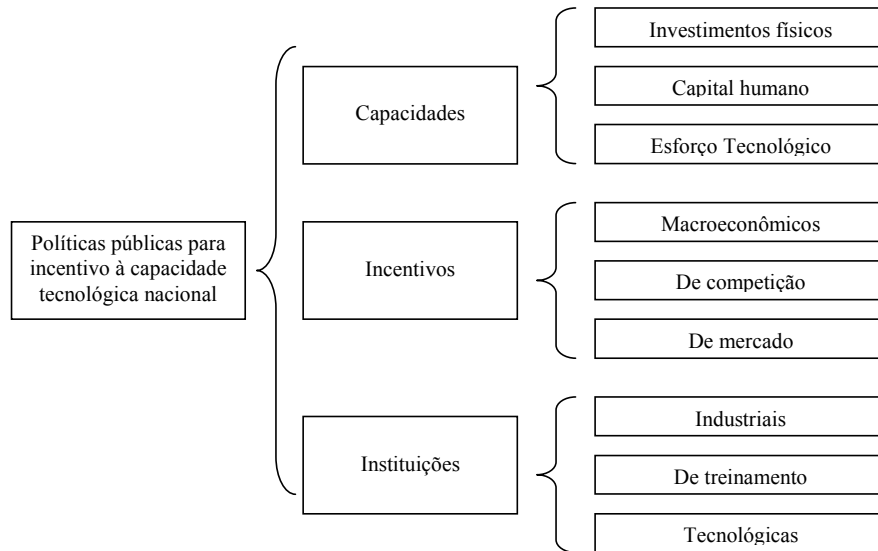 Políticas públicas para
incentivo à capacidade
tecnológica nacional
Capacidades
Investimentos físicos
Capital humano
Esforço Tecnológico
Incentivos
Macroeconômicos
De competição
De mercado
Instituições
Industriais
De treinamento
Tecnológicas